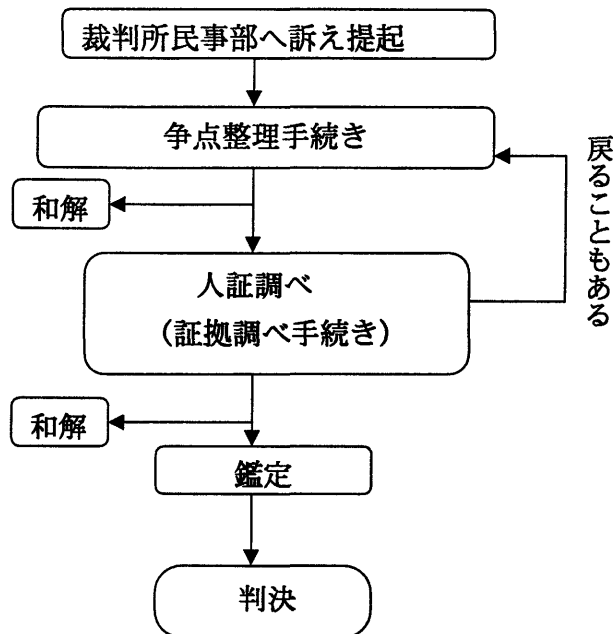 裁判所民事部へ訴え提起
争点整理手続き
和解
戻ることもある
人証調べ
(証拠調べ手続き)
和解
鑑定
判決